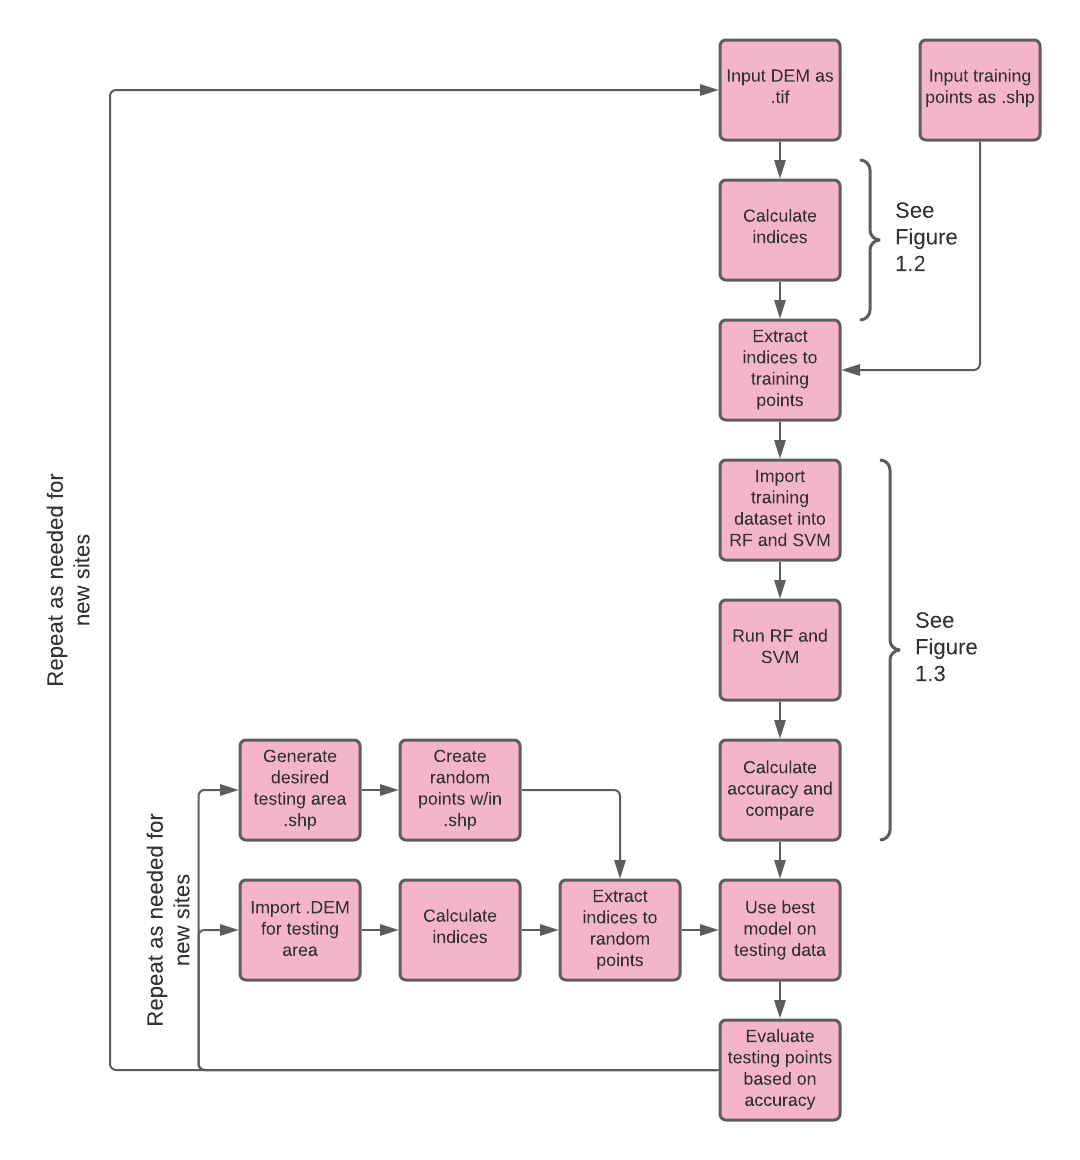 Input DEM as
.tif
Input training
points as .shp
Calculate
indices
See
Figure
1.2
Extract
indices to
training
points
Import
training
dataset into
RF and SVM
Run RF and
SVM
See
Figure
1.3
Repeat as needed for
new sites
Generate
desired
testing area
.shp
Create
random
points w/in
.shp
Calculate
accuracy and
compare
Repeat as needed for
new sites
Import .DEM
for testing
area
Calculate
indices
Extract
indices to
random
points
Use best
model on
testing data
Evaluate
testing points
based on
accuracy